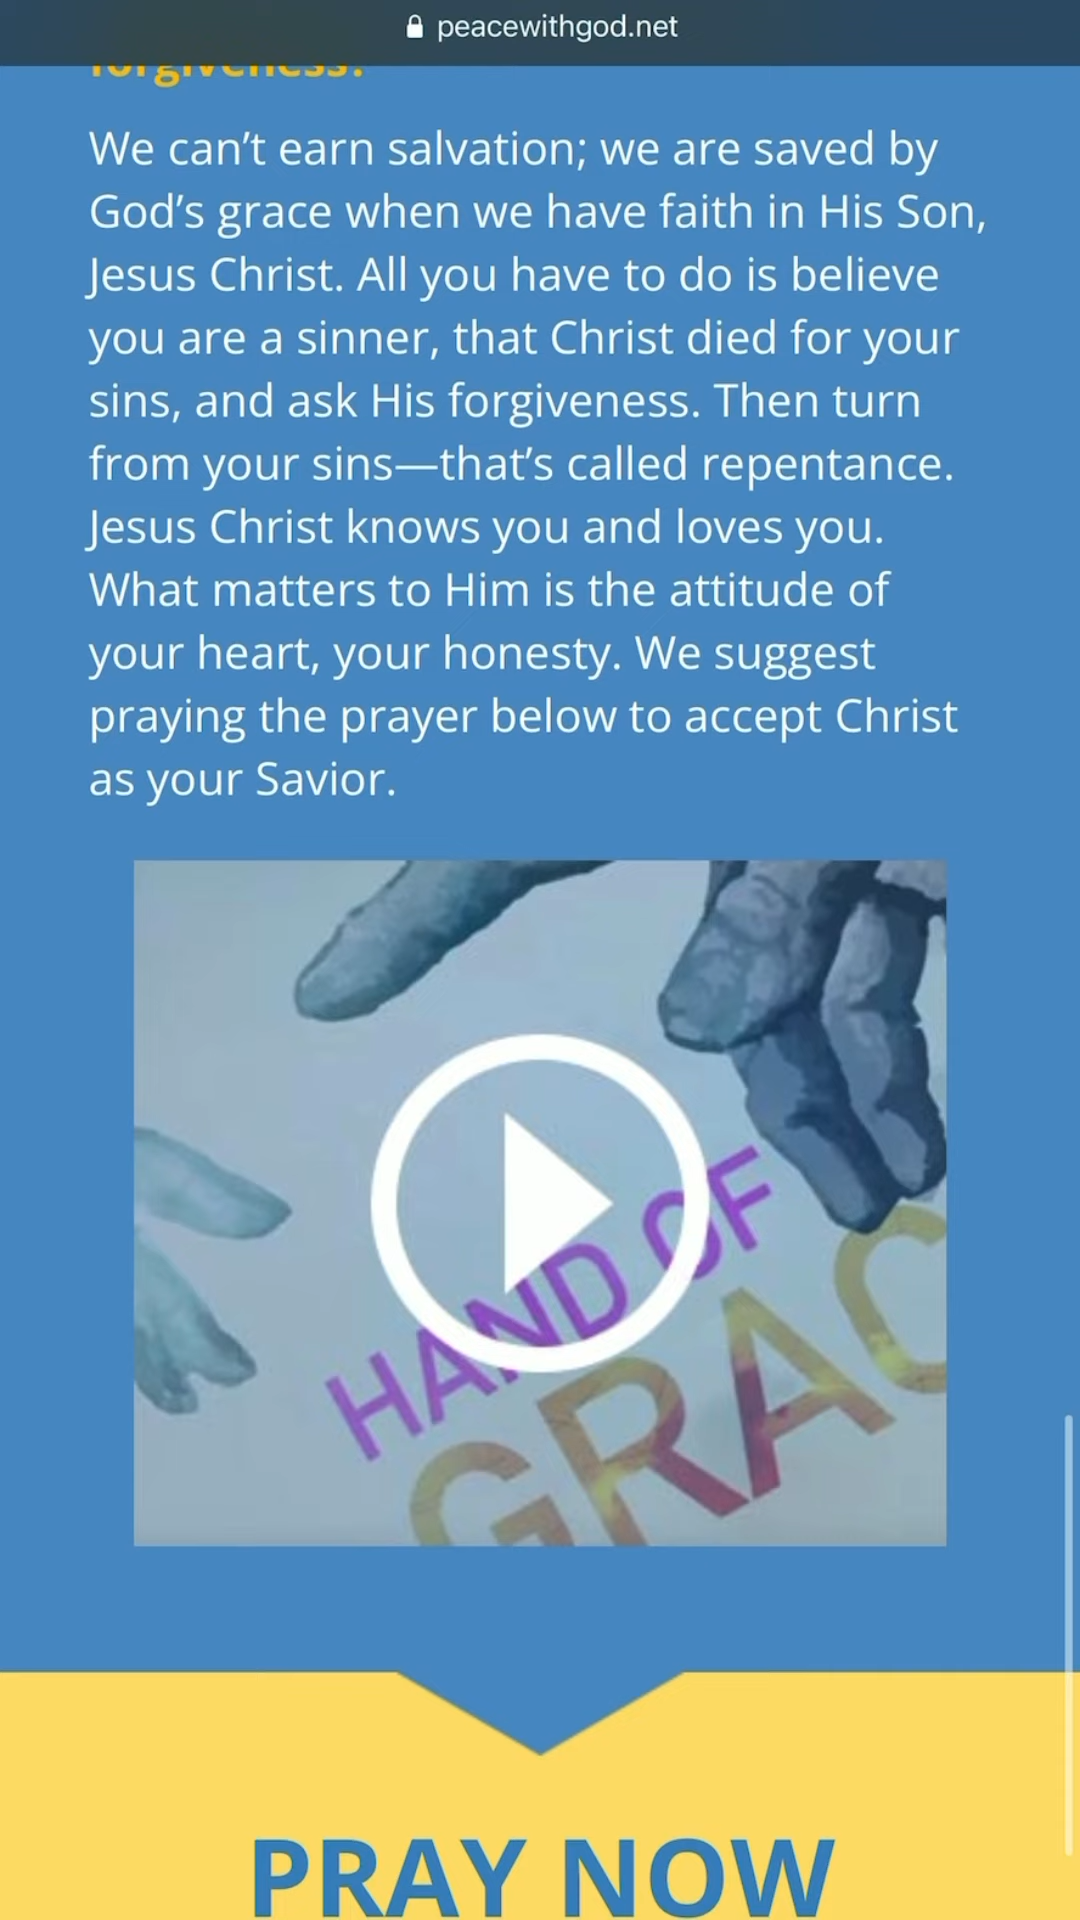 peacewithgod.net
forgiveness?
We can’t earn salvation; we are saved by
God’s grace when we have faith in His Son,
Jesus Christ. All you have to do is believe
you are a sinner, that Christ died for your
sins, and ask His forgiveness. Then turn
from your sins—that’s called repentance.
Jesus Christ knows you and loves you.
What matters to Him is the attitude of
your heart, your honesty. We suggest
praying the prayer below to accept Christ
as your Savior.
HAND OF
GRAC
PRAY NOW